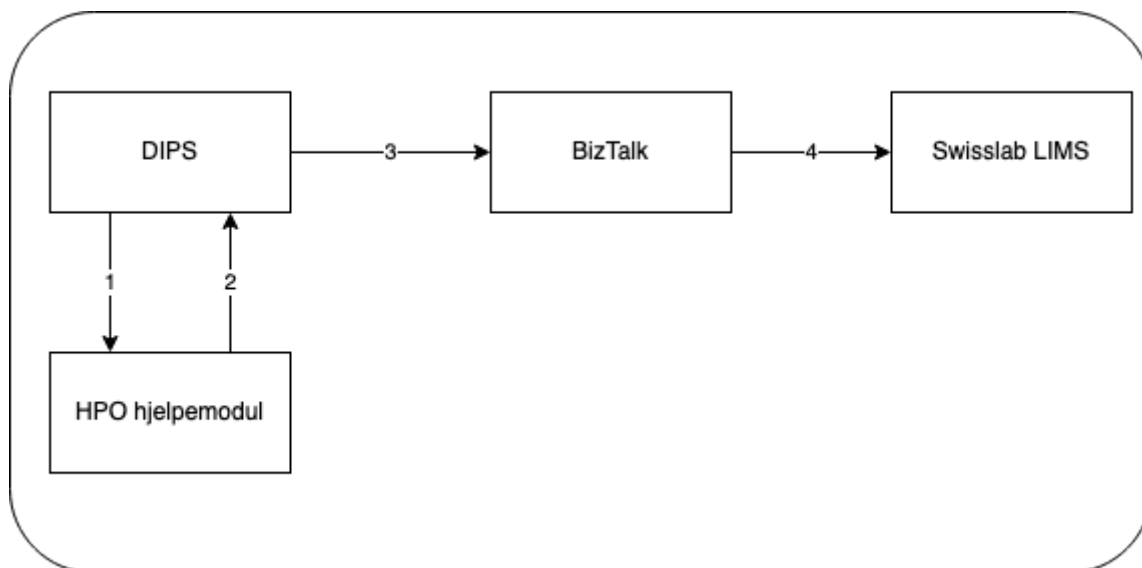 DIPS
3
BizTalk
4
Swisslab LIMS
1
2
HPO hjelpemodul